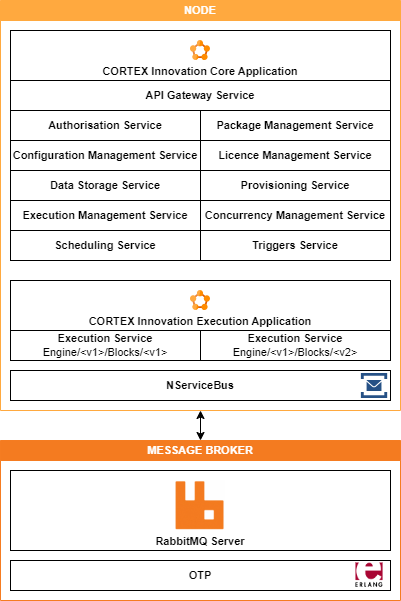 NODE
CORTEX Innovation Core Application
API Gateway Service
Authorisation Service
Package Management Service
Configuration Management Service
Licence Management Service
Data Storage Service
Provisioning Service
Execution Management Service
Concurrency Management Service
Scheduling Service
Triggers Service
CORTEX Innovation Execution Application
Execution Service
Engine/<v1>/Blocks/<v1>
Execution Service
Engine/<v1>/Blocks/<v2>
NServiceBus
MESSAGE BROKER
RabbitMQ Server
OTP
ERLANG